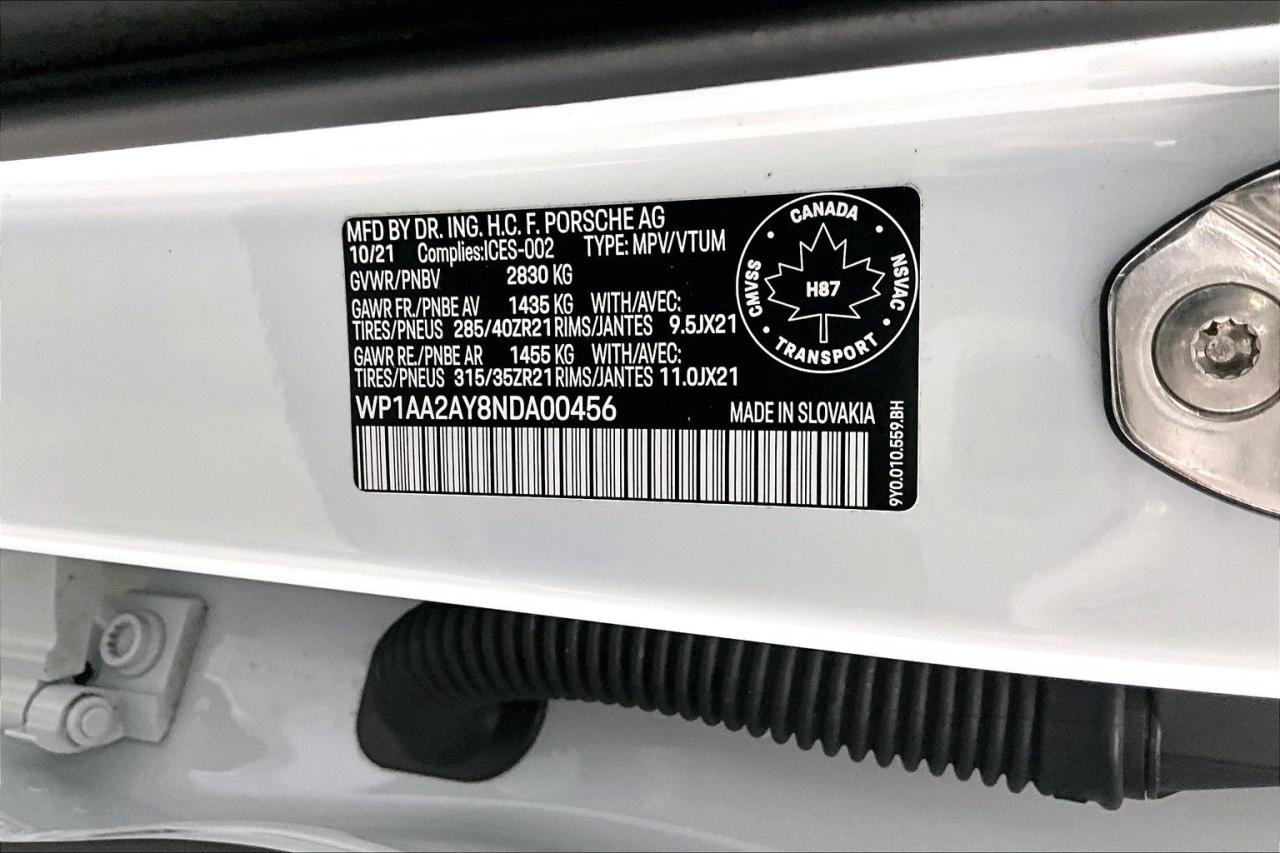 MFD BY DR. ING. H.C. F. PORSCHE AG
10/21 Complies:ICES-002 TYPE: MPV/VTUM
GVWR/PNBV 2830 KG
GAWR FR./PNBE AV 1435 KG WITH/AVEC:
TIRES/PNEUS 285/40ZR21 RIMS/JANTES 9.5JX21
GAWR RE./PNBE AR 1455 KG WITH/AVEC:
TIRES/PNEUS 315/35ZR21 RIMS/JANTES 11.0JX21
WP1AA2AY8NDA00456 MADE IN SLOVAKIA
CANADA
CMVSS
H87
NSVAC
TRANSPORT
9Y0.010.559.BH